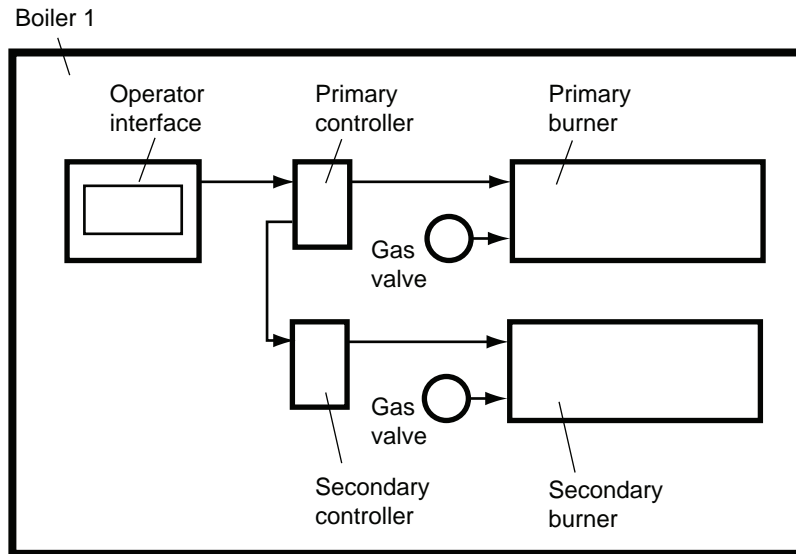 Boiler 1
Operator
interface
Primary
controller
Primary
burner
Gas
valve
Gas
valve
Secondary
controller
Secondary
burner